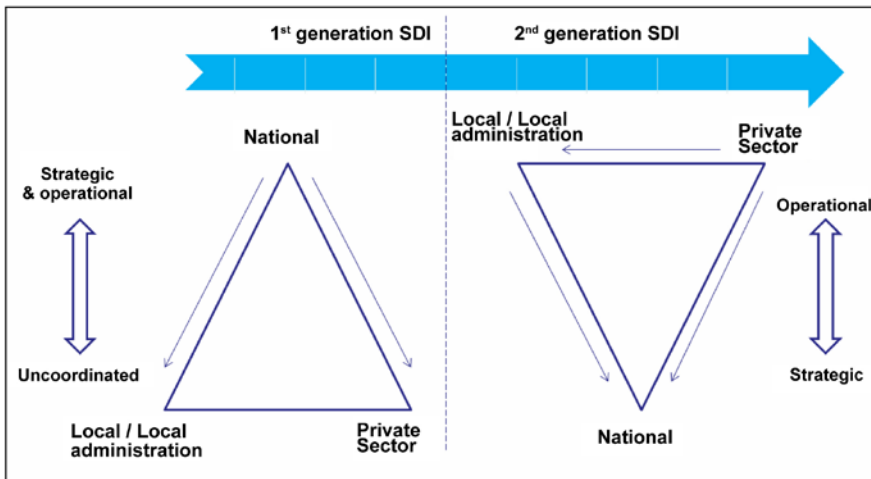 1st generation SDI
2nd generation SDI
National
Strategic
& operational
Uncoordinated
Local / Local
administration
Private
Sector
Local / Local
administration
Private
Sector
Operational
Strategic
National